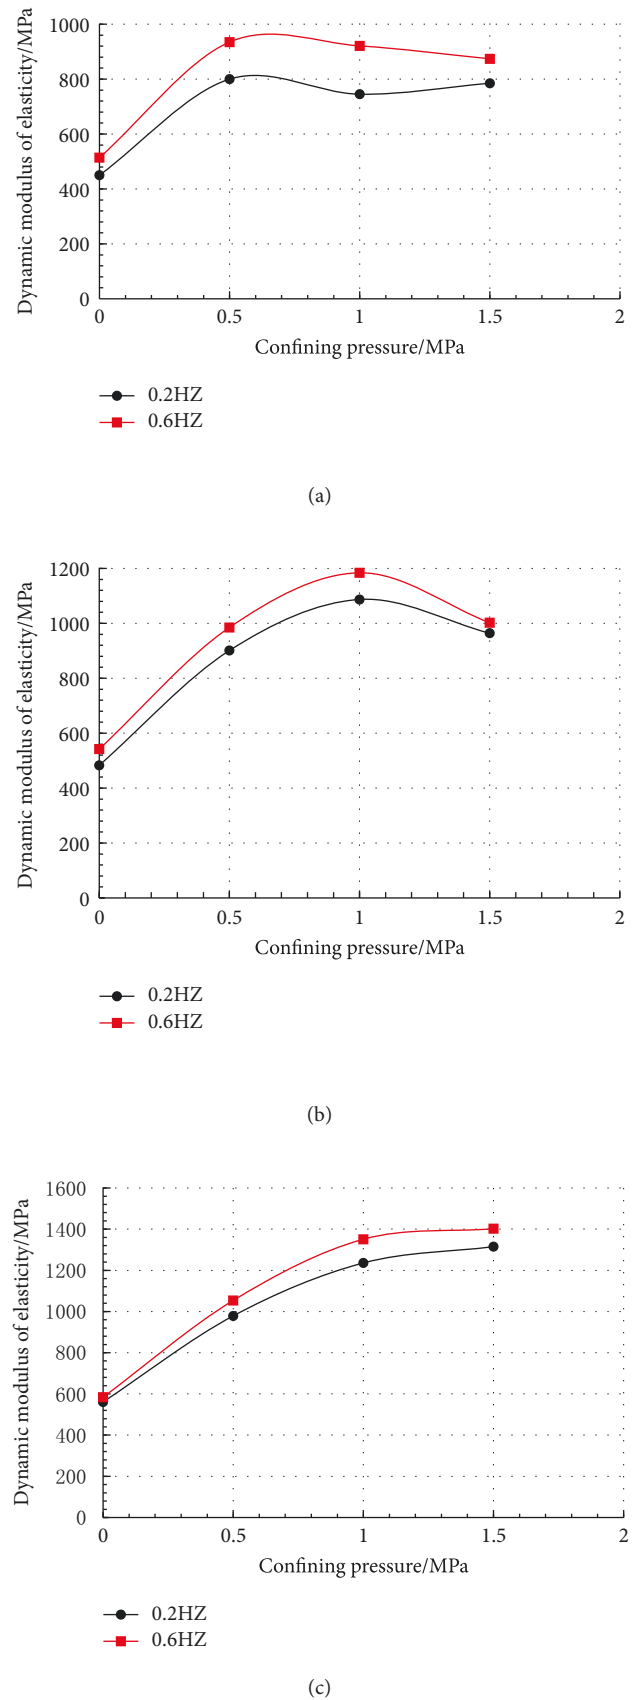 Dynamic modulus of elasticity/MPa
1000
800
600
400
200
0
0 0.5 1 1.5 2
Confining pressure/MPa
0.2HZ
0.6HZ
(a)
Dynamic modulus of elasticity/MPa
1200
1000
800
600
400
200
0
0 0.5 1 1.5 2
Confining pressure/MPa
0.2HZ
0.6HZ
(b)
Dynamic modulus of elasticity/MPa
1600
1400
1200
1000
800
600
400
200
0
0 0.5 1 1.5 2
Confining pressure/MPa
0.2HZ
0.6HZ
(c)